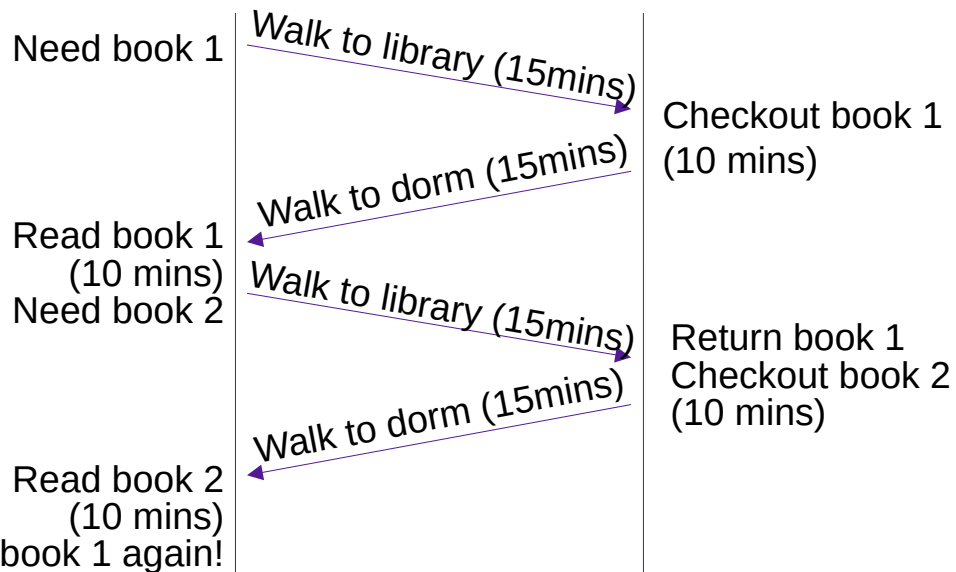 Need book 1
Walk to library (15mins)
Checkout book 1
(10 mins)
Walk to dorm (15mins)
Read book 1
(10 mins)
Need book 2
Walk to library (15mins)
Return book 1
Checkout book 2
(10 mins)
Walk to dorm (15mins)
Read book 2
(10 mins)
book 1 again!